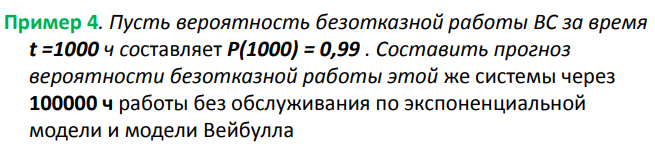 Пример 4. Пусть вероятность безотказной работы ВС за время
t =1000 ч составляет P(1000) = 0,99 . Составить прогноз
вероятности безотказной работы этой же системы через
100000 ч работы без обслуживания по экспоненциальной
модели и модели Вейбулла